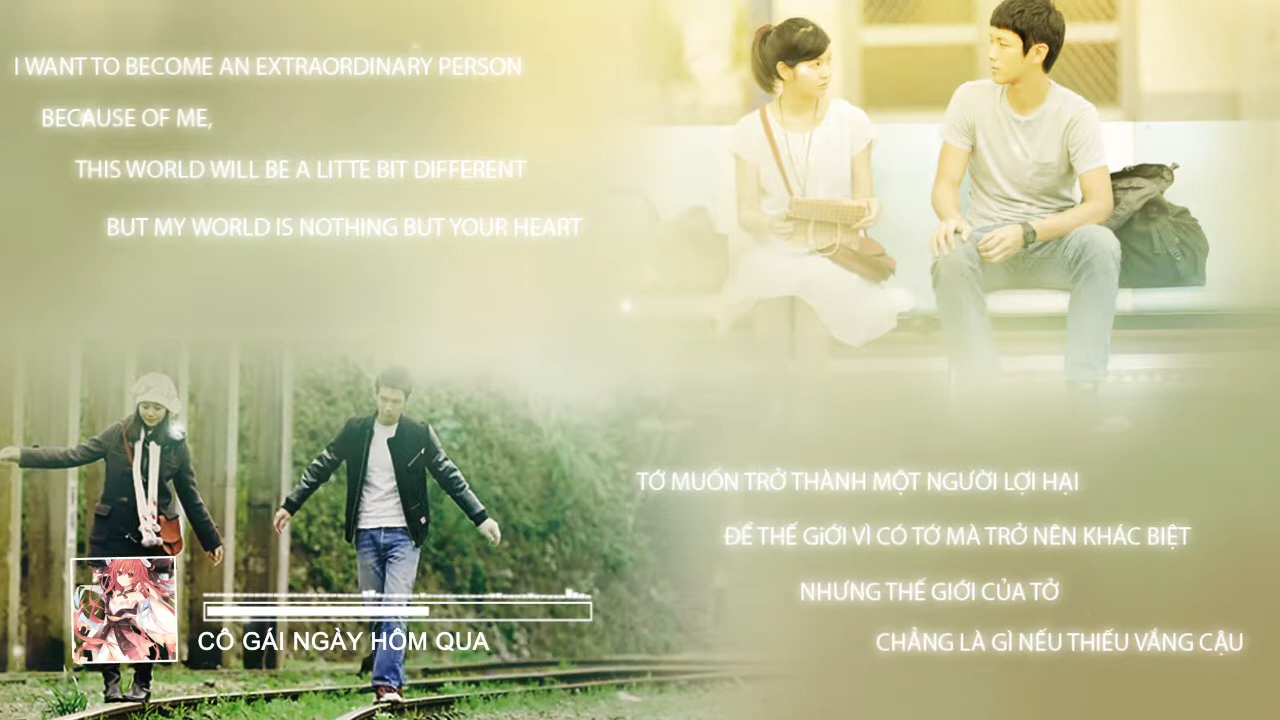 I WANT TO BECOME AN EXTRAORDINARY PERSON
BECAUSE OF ME,
THIS WORLD WILL BE A LITTE BIT DIFFERENT
BUT MY WORLD IS NOTHING BUT YOUR HEART
TỚ MUỐN TRỞ THÀNH MỘT NGƯỜI LỢI HẠI
ĐỂ THẾ GiỚI VÌ CÓ TỚ MÀ TRỞ NÊN KHÁC BIỆT
NHƯNG THẾ GIỚI CỦA TỜ
CHẲNG LÀ GÌ NẾU THIẾU VẮNG CẬU
CÔ GÁI NGÀY HÔM QUA